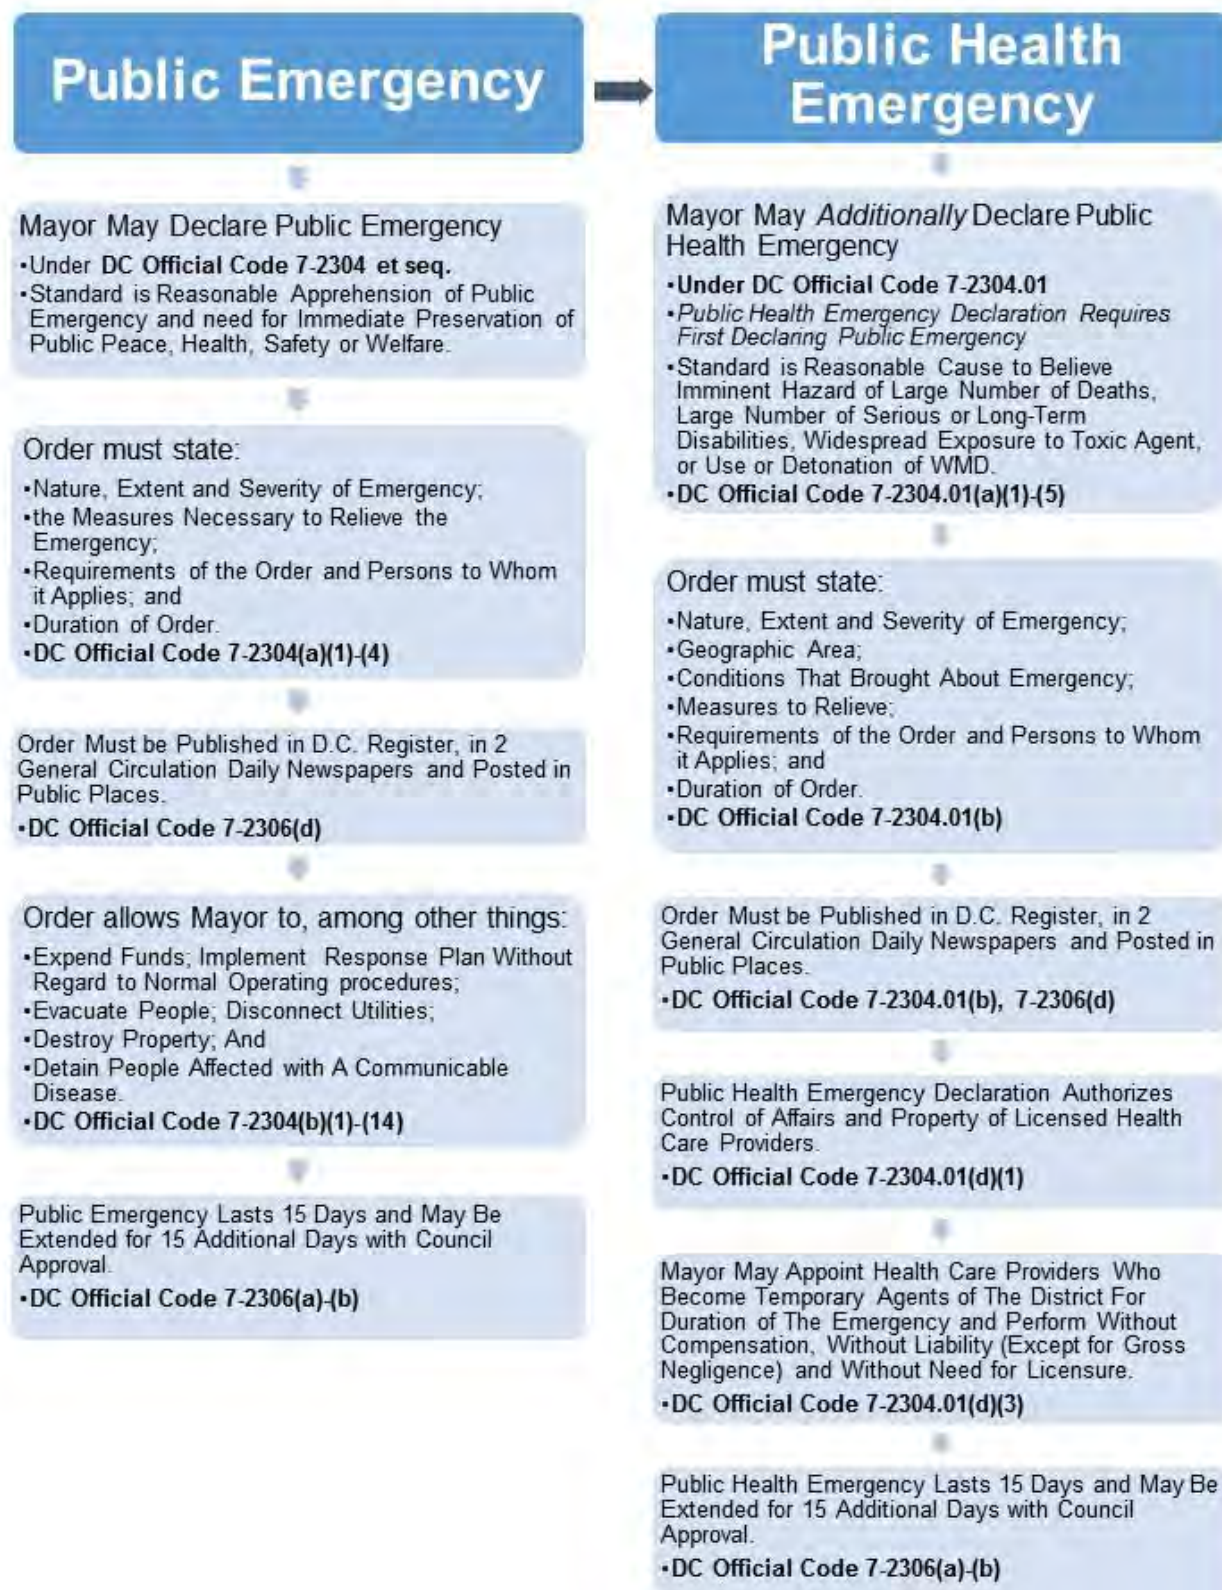 Public Emergency
Mayor May Declare Public Emergency
•Under DC Official Code 7-2304 et seq.
•Standard is Reasonable Apprehension of Public
Emergency and need for Immediate Preservation of
Public Peace, Health, Safety or Welfare.
Order must state:
•Nature, Extent and Severity of Emergency;
•the Measures Necessary to Relieve the
Emergency;
•Requirements of the Order and Persons to Whom
it Applies; and
•Duration of Order.
•DC Official Code 7-2304(a)(1)-(4)
Order Must be Published in D.C. Register, in 2
General Circulation Daily Newspapers and Posted in
Public Places.
•DC Official Code 7-2306(d)
Order allows Mayor to, among other things:
•Expend Funds; Implement Response Plan Without
Regard to Normal Operating procedures;
•Evacuate People; Disconnect Utilities;
•Destroy Property; And
•Detain People Affected with A Communicable
Disease.
•DC Official Code 7-2304(b)(1)-(14)
Public Emergency Lasts 15 Days and May Be
Extended for 15 Additional Days with Council
Approval.
•DC Official Code 7-2306(a)-(b)
Public Health
Emergency
Mayor May Additionally Declare Public
Health Emergency
•Under DC Official Code 7-2304.01
•Public Health Emergency Declaration Requires
First Declaring Public Emergency
•Standard is Reasonable Cause to Believe
Imminent Hazard of Large Number of Deaths,
Large Number of Serious or Long-Term
Disabilities, Widespread Exposure to Toxic Agent,
or Use or Detonation of WMD.
•DC Official Code 7-2304.01(a)(1)-(5)
Order must state:
•Nature, Extent and Severity of Emergency;
•Geographic Area;
•Conditions That Brought About Emergency;
•Measures to Relieve;
•Requirements of the Order and Persons to Whom
it Applies; and
•Duration of Order.
•DC Official Code 7-2304.01(b)
Order Must be Published in D.C. Register, in 2
General Circulation Daily Newspapers and Posted in
Public Places.
•DC Official Code 7-2304.01(b), 7-2306(d)
Public Health Emergency Declaration Authorizes
Control of Affairs and Property of Licensed Health
Care Providers.
•DC Official Code 7-2304.01(d)(1)
Mayor May Appoint Health Care Providers Who
Become Temporary Agents of The District For
Duration of The Emergency and Perform Without
Compensation, Without Liability (Except for Gross
Negligence) and Without Need for Licensure.
•DC Official Code 7-2304.01(d)(3)
Public Health Emergency Lasts 15 Days and May Be
Extended for 15 Additional Days with Council
Approval.
•DC Official Code 7-2306(a)-(b)